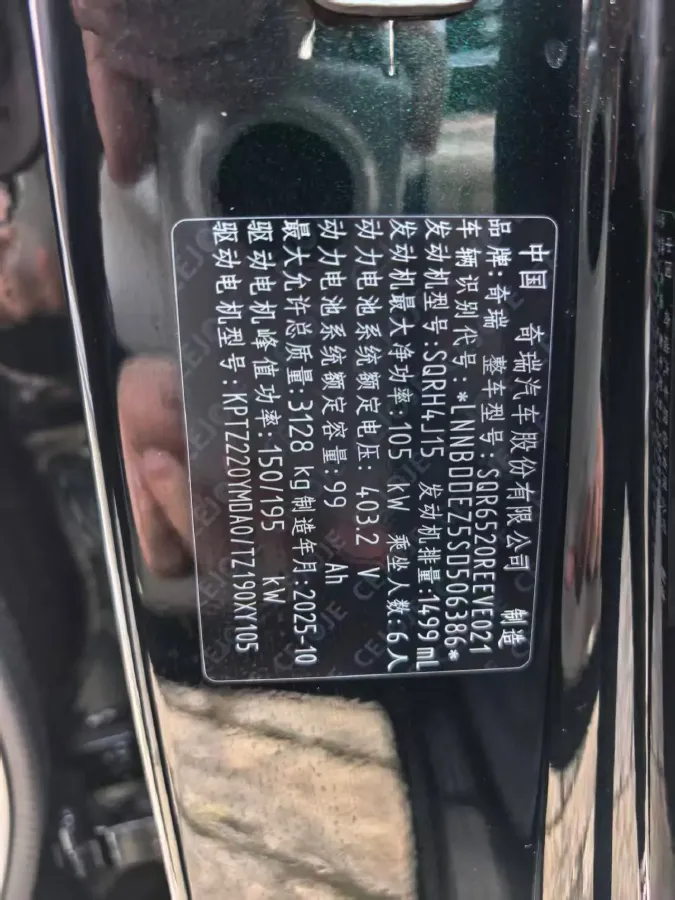 中国 奇瑞汽车股份有限公司 制造
品牌:奇瑞 整车型号:SQR6520REEVE021
车辆识别代号:*LNNBDDEZ5SD506386*
发动机型号:SQRH4J15 发动机排量:1499mL
发动机最大净功率:105 kW 乘坐人数:6人
动力电池系统额定电压: 403.2 V
动力电池系统额定容量:99 Ah
最大允许总质量:3128 kg 制造年月:2025-10
驱动电机峰值功率:150/195 kW
驱动电机型号:KPTZ220YMDA0/TZ190XY105
CEJOJE